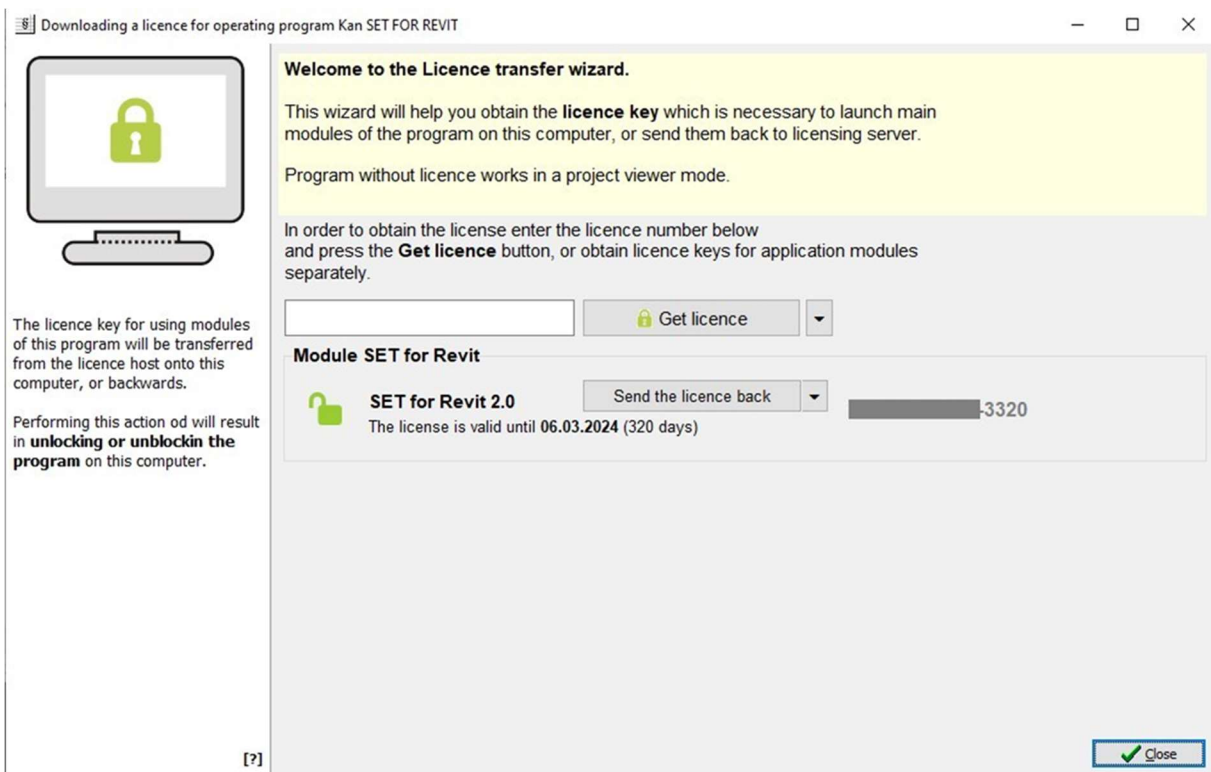 Downloading a licence for operating program Kan SET FOR REVIT
Welcome to the Licence transfer wizard.
This wizard will help you obtain the licence key which is necessary to launch main
modules of the program on this computer, or send them back to licensing server.
Program without licence works in a project viewer mode.
In order to obtain the license enter the licence number below
and press the Get licence button, or obtain licence keys for application modules
separately.
Get licence
Module SET for Revit
SET for Revit 2.0
Send the licence back
-3320
The license is valid until 06.03.2024 (320 days)
The licence key for using modules
of this program will be transferred
from the licence host onto this
computer, or backwards.
Performing this action od will result
in unlocking or unblockin the
program on this computer.
[?]
Close